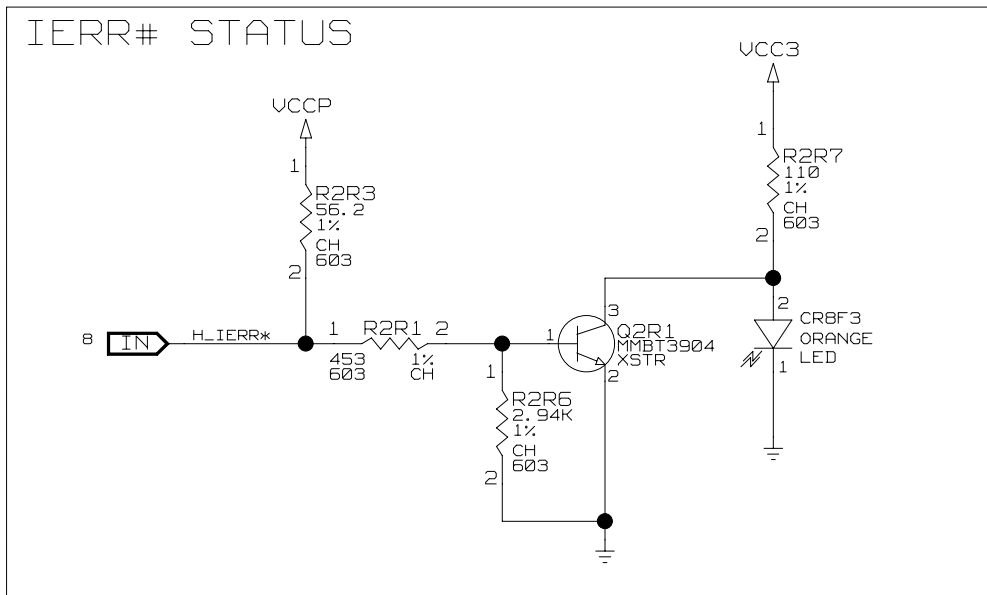 IERR# STATUS
VCC3
VCCP
1
R2R7
110
1%
CH
603
2
1
R2R3
56.2
1%
CH
603
2
8
IN
H_IERR*
1
R2R1
2
453
603
1%
CH
1
3
Q2R1
MMBT3904
XSTR
2
2
CR8F3
ORANGE
LED
1
1
R2R6
2.94K
1%
CH
603
2